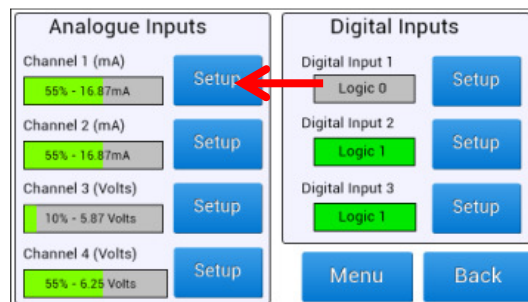 Analogue Inputs
Channel 1 (mA)
55% - 16.87mA
Setup
Channel 2 (mA)
55% - 16.87mA
Setup
Channel 3 (Volts)
10% - 5.87 Volts
Setup
Channel 4 (Volts)
55% - 6.25 Volts
Setup
Digital Inputs
Digital Input 1
Logic 0
Setup
Digital Input 2
Logic 1
Setup
Digital Input 3
Logic 1
Setup
Menu
Back